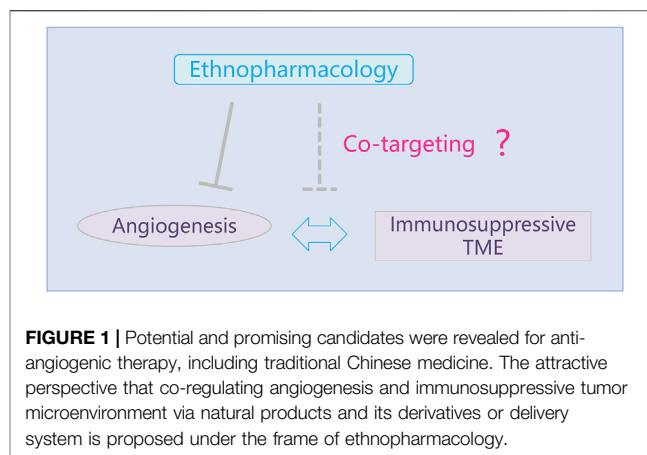 Ethnopharmacology
Co-targeting ?
Angiogenesis
Immunosuppressive
TME
FIGURE 1 | Potential and promising candidates were revealed for anti-
angiogenic therapy, including traditional Chinese medicine. The attractive
perspective that co-regulating angiogenesis and immunosuppressive tumor
microenvironment via natural products and its derivatives or delivery
system is proposed under the frame of ethnopharmacology.